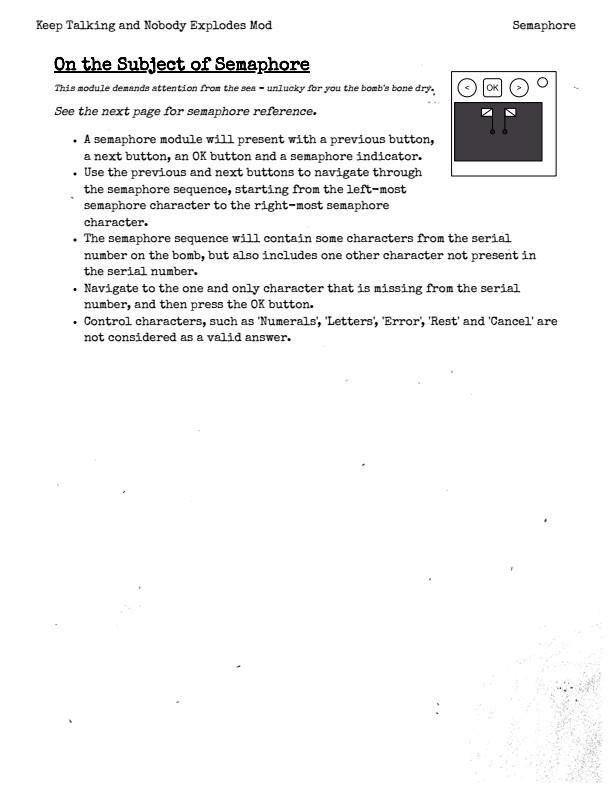 Keep Talking and Nobody Explodes Mod
Semaphore
On the Subject of Semaphore
This module demands attention from the sea - unlucky for you the bomb's bone dry.
See the next page for semaphore reference.
< OK >
• A semaphore module will present with a previous button,
a next button, an OK button and a semaphore indicator.
• Use the previous and next buttons to navigate through
the semaphore sequence, starting from the left-most
semaphore character to the right-most semaphore
character.
• The semaphore sequence will contain some characters from the serial
number on the bomb, but also includes one other character not present in
the serial number.
• Navigate to the one and only character that is missing from the serial
number, and then press the OK button.
• Control characters, such as 'Numerals', 'Letters', 'Error', 'Rest' and 'Cancel' are
not considered as a valid answer.